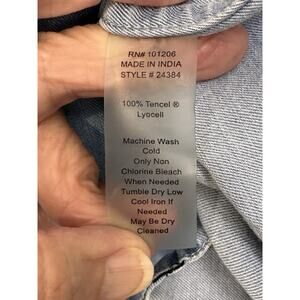 RN# 101206
MADE IN INDIA
STYLE # 24384
100% Tencel ®
Lyocell
Machine Wash
Cold
Only Non
Chlorine Bleach
When Needed
Tumble Dry Low
Cool Iron If
Needed
May Be Dry
Cleaned